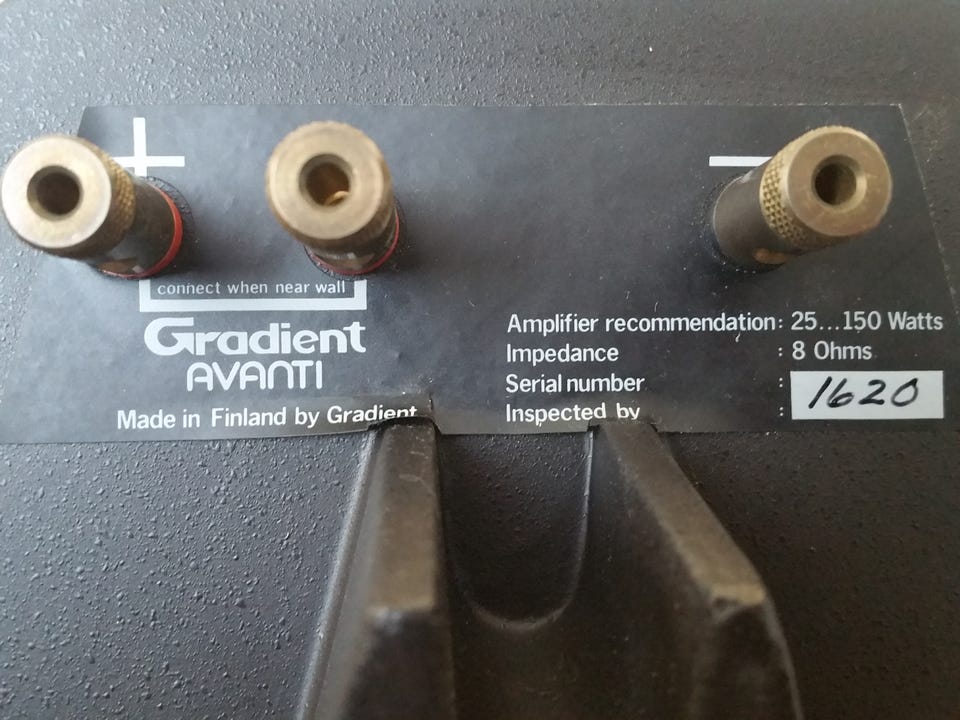 + −
connect when near wall
Gradient
AVANTI
Made in Finland by Gradient
Amplifier recommendation: 25...150 Watts
Impedance : 8 Ohms
Serial number : 1620
Inspected by :